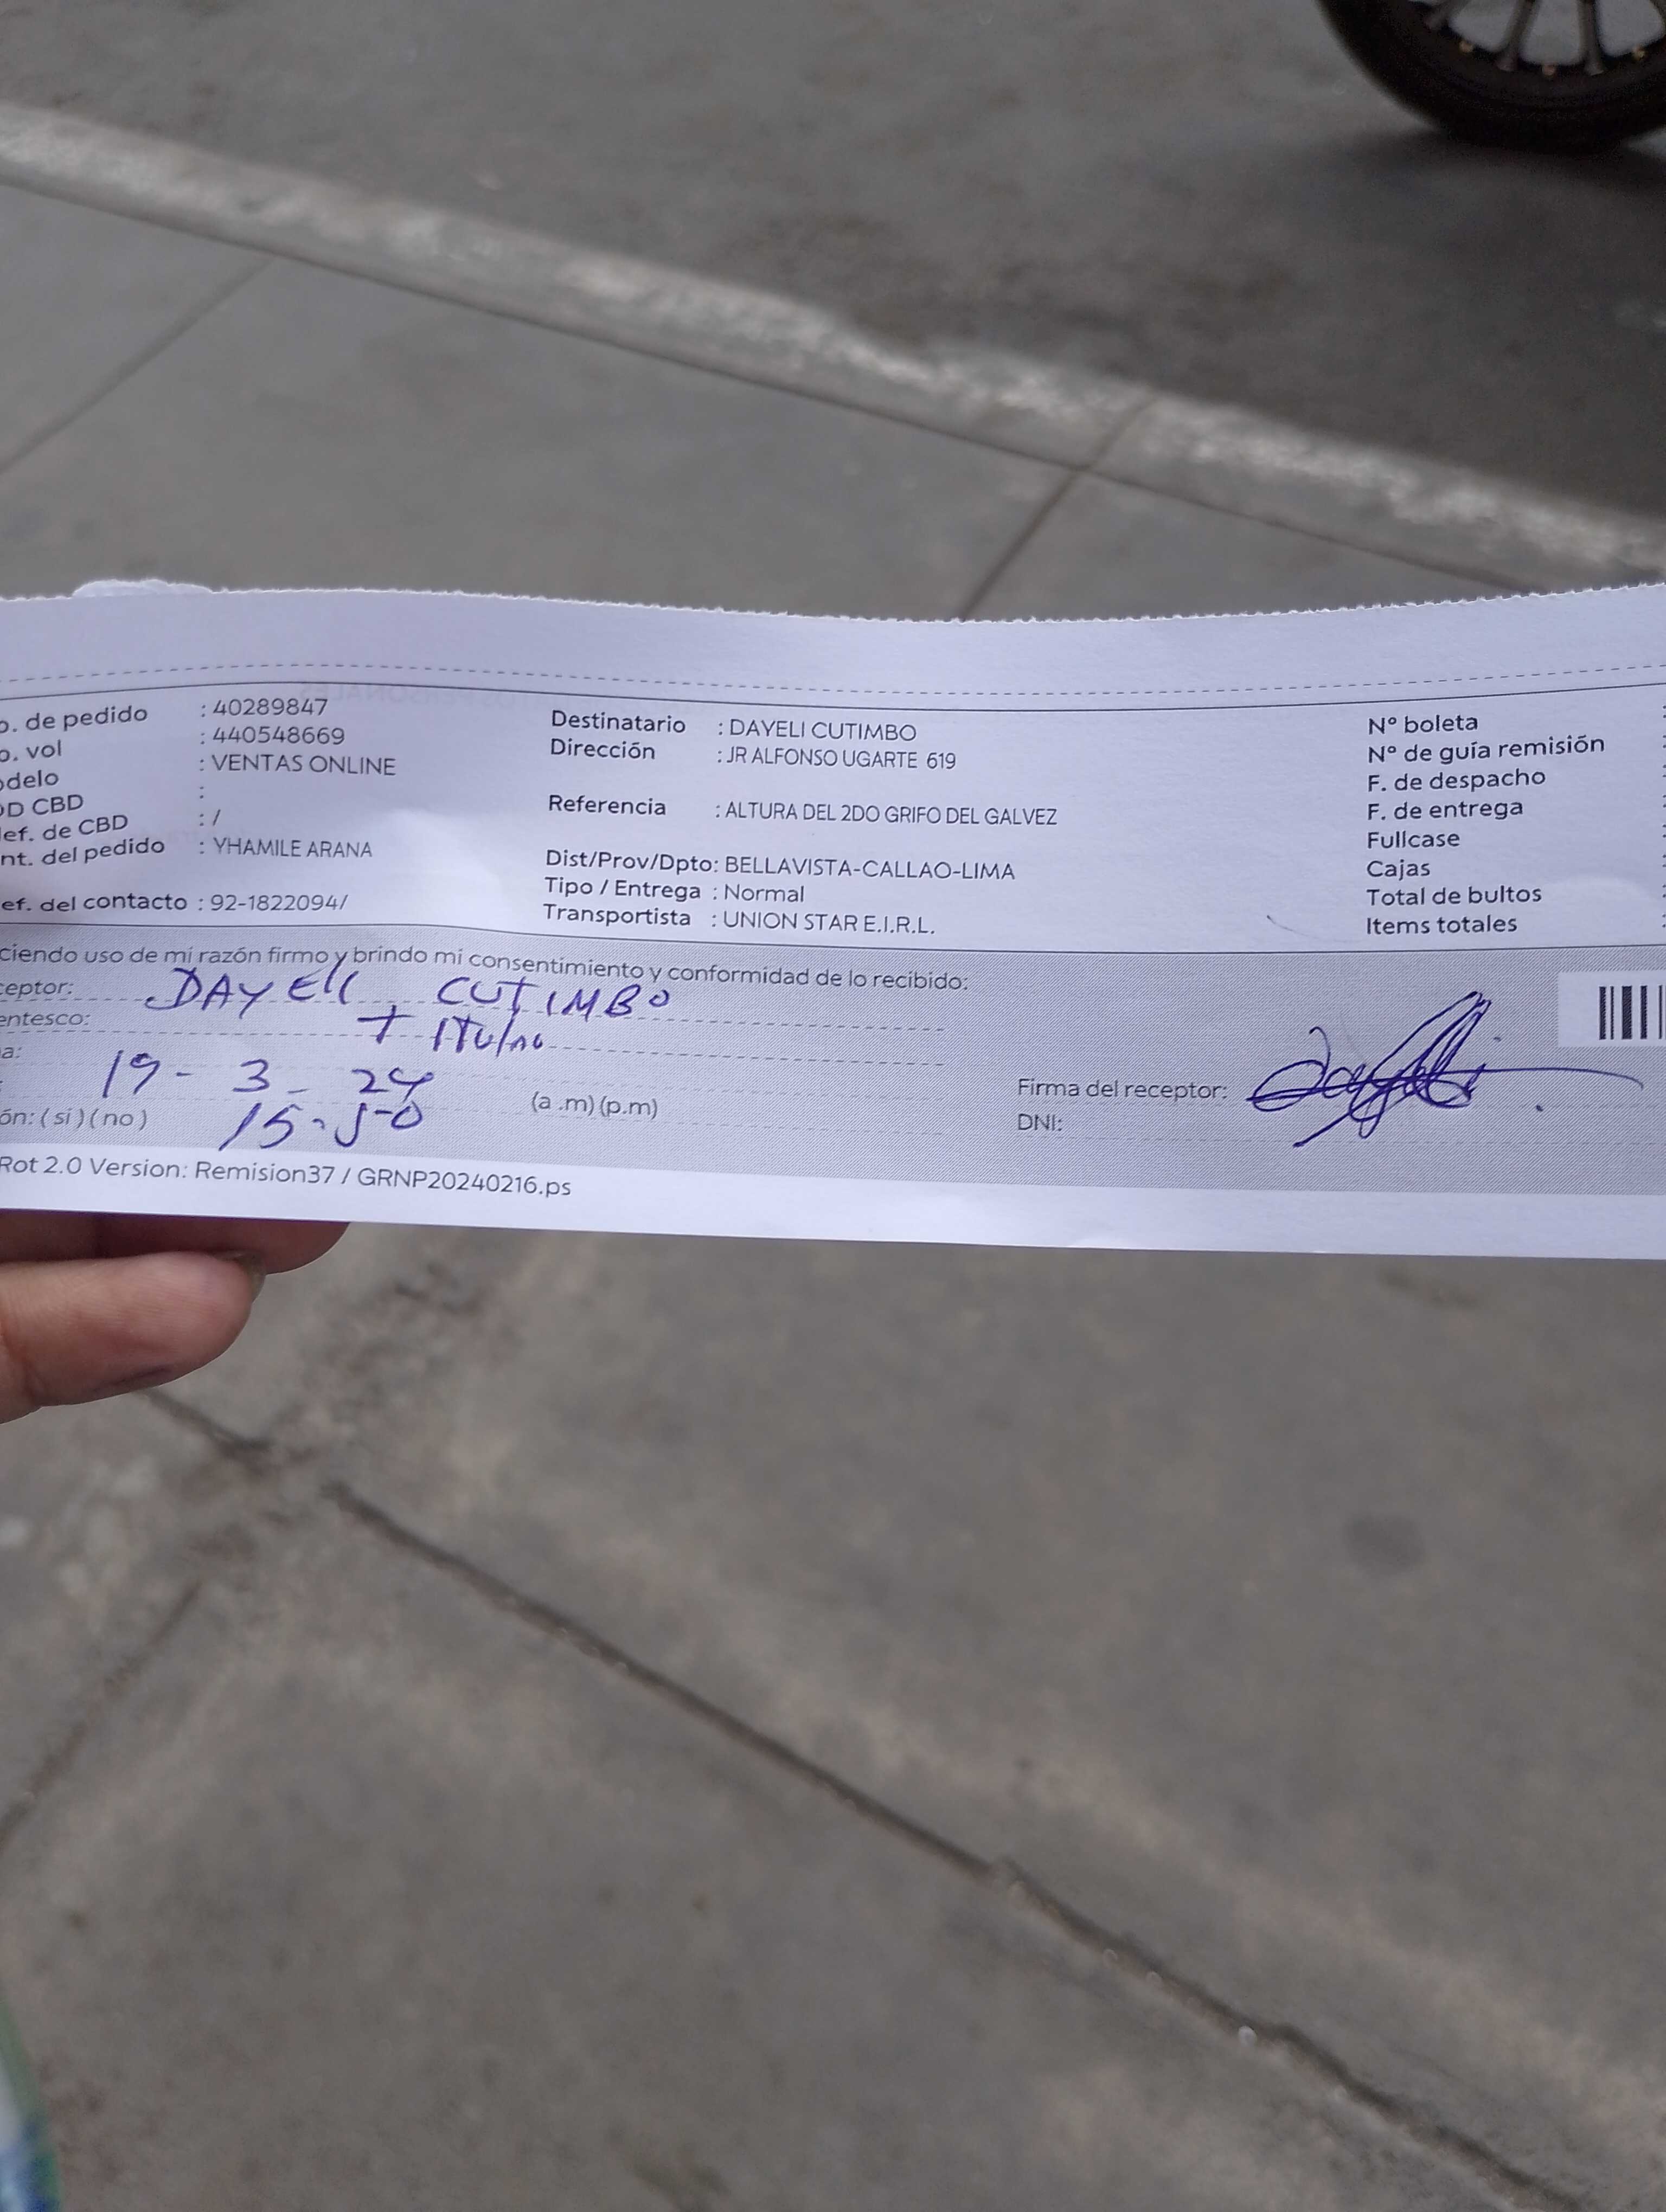 o. de pedido : 40289847
o. vol : 440548669
odelo : VENTAS ONLINE
OD CBD :
ef. de CBD : /
nt. del pedido : YHAMILE ARANA
ef. del contacto : 92-1822094/
Destinatario : DAYELI CUTIMBO
Dirección : JR ALFONSO UGARTE 619
Referencia : ALTURA DEL 2DO GRIFO DEL GALVEZ
Dist/Prov/Dpto: BELLAVISTA-CALLAO-LIMA
Tipo / Entrega : Normal
Transportista : UNION STAR E.I.R.L.
Nº boleta
Nº de guía remisión
F. de despacho
F. de entrega
Fullcase
Cajas
Total de bultos
Items totales
ciendo uso de mi razón firmo y brindo mi consentimiento y conformidad de lo recibido:
ceptor: DAYEli CUTIMBO
entesco:
a: 19 - 3 - 24
15-50 (a .m) (p.m)
ón: ( si ) ( no )
Firma del receptor:
DNI:
Rot 2.0 Version: Remision37 / GRNP20240216.ps